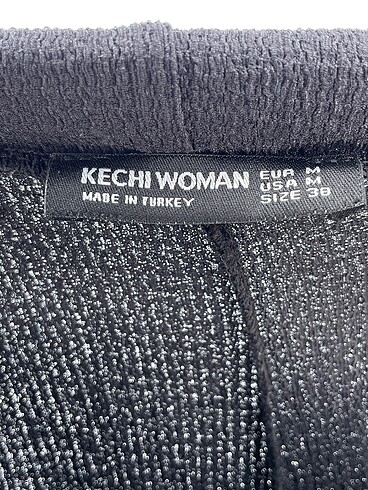 KECHI WOMAN
MADE IN TURKEY
EUR M
USA M
SIZE 38